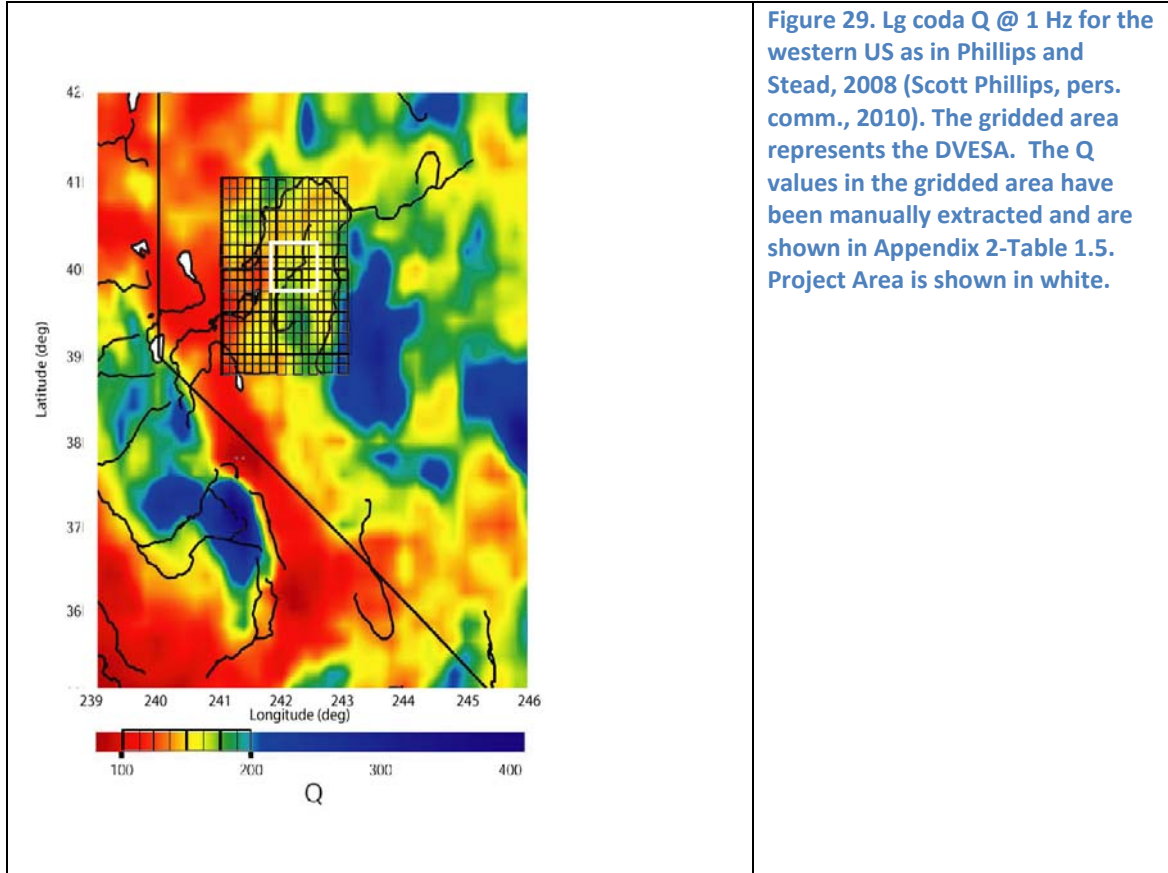 Figure 29. Lg coda Q @ 1 Hz for the
western US as in Phillips and
Stead, 2008 (Scott Phillips, pers.
comm., 2010). The gridded area
represents the DVESA.  The Q
values in the gridded area have
been manually extracted and are
shown in Appendix 2-Table 1.5.
Project Area is shown in white.
42
41
40
39
38
37
36
Latitude (deg)
239 240 241 242 243 244 245 246
Longitude (deg)
100 200 300 400
Q